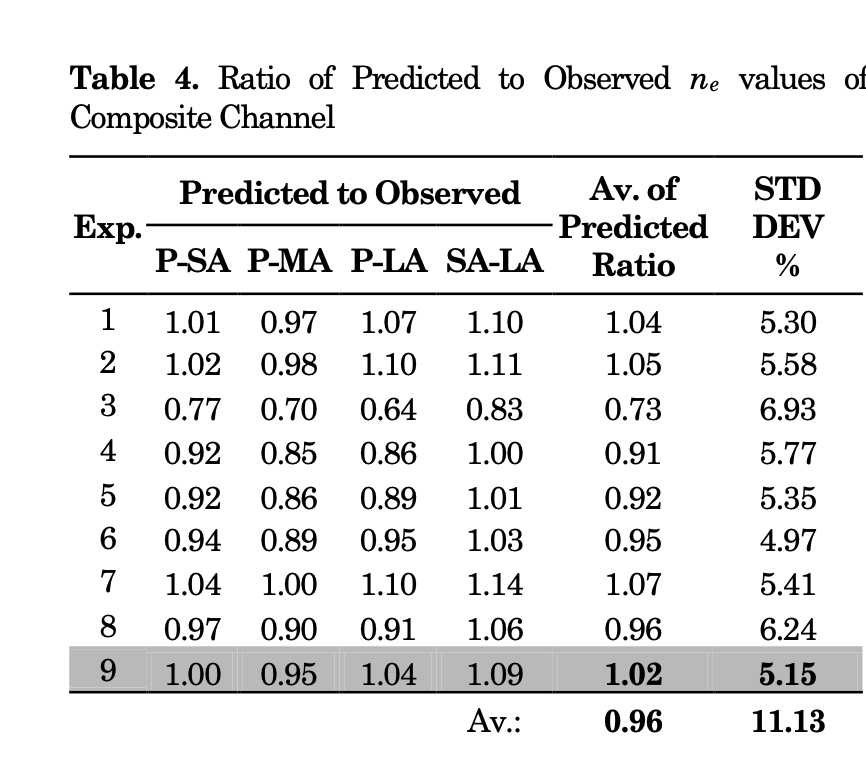 Table 4. Ratio of Predicted to Observed nₑ values of
Composite Channel
Exp. Predicted to Observed Av. of Predicted Ratio STD DEV %
P-SA P-MA P-LA SA-LA
1 1.01 0.97 1.07 1.10 1.04 5.30
2 1.02 0.98 1.10 1.11 1.05 5.58
3 0.77 0.70 0.64 0.83 0.73 6.93
4 0.92 0.85 0.86 1.00 0.91 5.77
5 0.92 0.86 0.89 1.01 0.92 5.35
6 0.94 0.89 0.95 1.03 0.95 4.97
7 1.04 1.00 1.10 1.14 1.07 5.41
8 0.97 0.90 0.91 1.06 0.96 6.24
9 1.00 0.95 1.04 1.09 1.02 5.15
Av.: 0.96 11.13